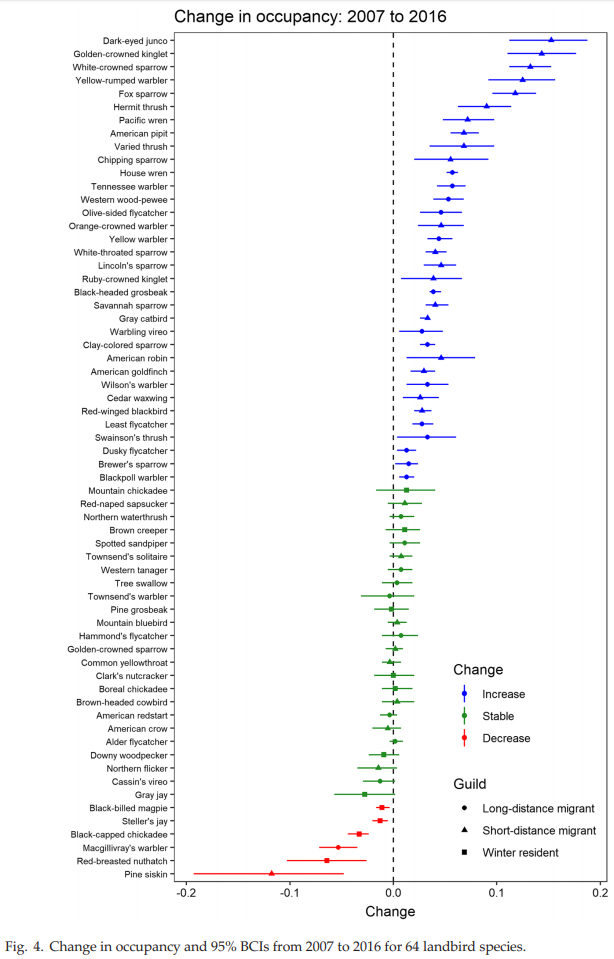 Change in occupancy: 2007 to 2016
Dark-eyed junco
Golden-crowned kinglet
White-crowned sparrow
Yellow-rumped warbler
Fox sparrow
Hermit thrush
Pacific wren
American pipit
Varied thrush
Chipping sparrow
House wren
Tennessee warbler
Western wood-pewee
Olive-sided flycatcher
Orange-crowned warbler
Yellow warbler
White-throated sparrow
Lincoln's sparrow
Ruby-crowned kinglet
Black-headed grosbeak
Savannah sparrow
Gray catbird
Warbling vireo
Clay-colored sparrow
American robin
American goldfinch
Wilson's warbler
Cedar waxwing
Red-winged blackbird
Least flycatcher
Swainson's thrush
Dusky flycatcher
Brewer's sparrow
Blackpoll warbler
Mountain chickadee
Red-naped sapsucker
Northern waterthrush
Brown creeper
Spotted sandpiper
Townsend's solitaire
Western tanager
Tree swallow
Townsend's warbler
Pine grosbeak
Mountain bluebird
Hammond's flycatcher
Golden-crowned sparrow
Common yellowthroat
Clark's nutcracker
Boreal chickadee
Brown-headed cowbird
American redstart
American crow
Alder flycatcher
Downy woodpecker
Northern flicker
Cassin's vireo
Gray jay
Black-billed magpie
Steller's jay
Black-capped chickadee
Macgillivray's warbler
Red-breasted nuthatch
Pine siskin
Change
Increase
Stable
Decrease
Guild
Long-distance migrant
Short-distance migrant
Winter resident
-0.2 -0.1 0.0 0.1 0.2
Change
Fig. 4. Change in occupancy and 95% BCIs from 2007 to 2016 for 64 landbird species.